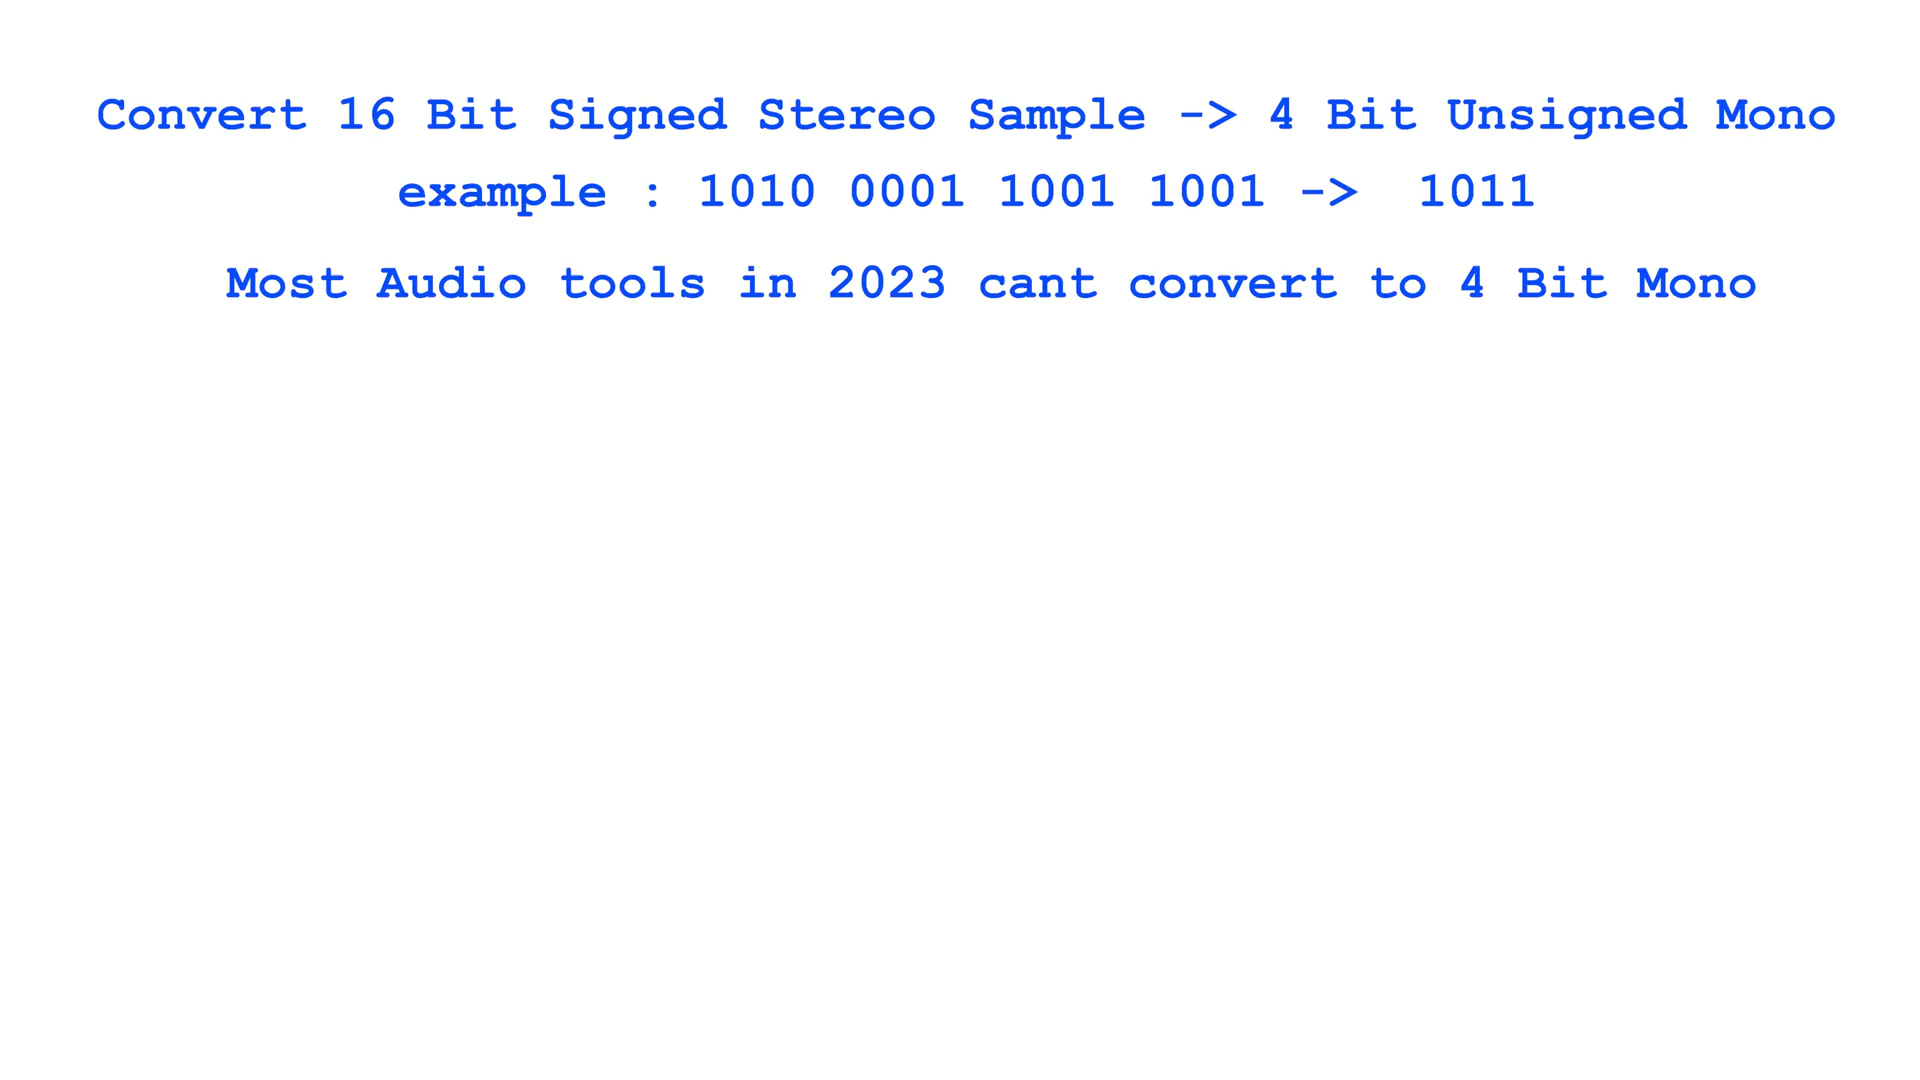 Convert 16 Bit Signed Stereo Sample -> 4 Bit Unsigned Mono
example : 1010 0001 1001 1001 -> 1011
Most Audio tools in 2023 cant convert to 4 Bit Mono